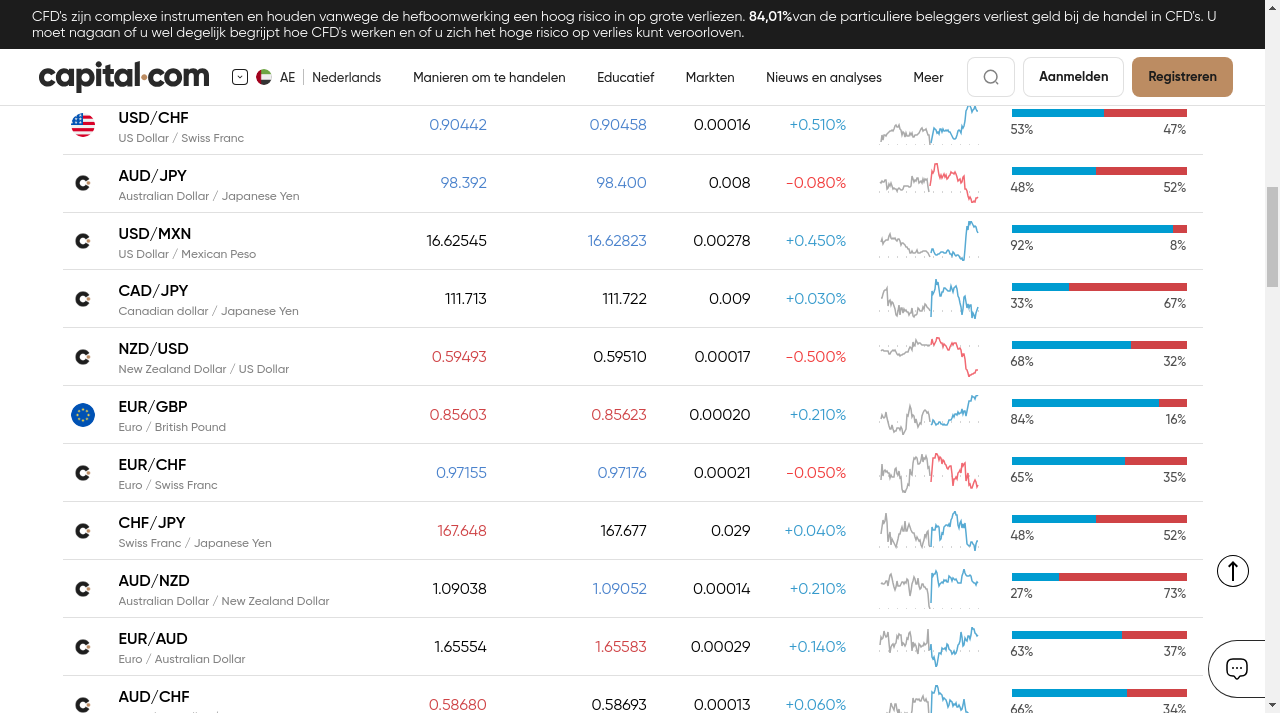 CFD's zijn complexe instrumenten en houden vanwege de hefboomwerking een hoog risico in op grote verliezen. 84,01%van de particuliere beleggers verliest geld bij de handel in CFD's. U
moet nagaan of u wel degelijk begrijpt hoe CFD's werken en of u zich het hoge risico op verlies kunt veroorloven.
capital.com AE Nederlands Manieren om te handelen Educatief Markten Nieuws en analyses Meer Aanmelden Registreren
USD/CHF 0.90442 0.90458 0.00016 +0.510%
US Dollar / Swiss Franc 53% 47%
AUD/JPY 98.392 98.400 0.008 -0.080%
Australian Dollar / Japanese Yen 48% 52%
USD/MXN 16.62545 16.62823 0.00278 +0.450%
US Dollar / Mexican Peso 92% 8%
CAD/JPY 111.713 111.722 0.009 +0.030%
Canadian dollar / Japanese Yen 33% 67%
NZD/USD 0.59493 0.59510 0.00017 -0.500%
New Zealand Dollar / US Dollar 68% 32%
EUR/GBP 0.85603 0.85623 0.00020 +0.210%
Euro / British Pound 84% 16%
EUR/CHF 0.97155 0.97176 0.00021 -0.050%
Euro / Swiss Franc 65% 35%
CHF/JPY 167.648 167.677 0.029 +0.040%
Swiss Franc / Japanese Yen 48% 52%
AUD/NZD 1.09038 1.09052 0.00014 +0.210%
Australian Dollar / New Zealand Dollar 27% 73%
EUR/AUD 1.65554 1.65583 0.00029 +0.140%
Euro / Australian Dollar 63% 37%
AUD/CHF 0.58680 0.58693 0.00013 +0.060%
66% 34%